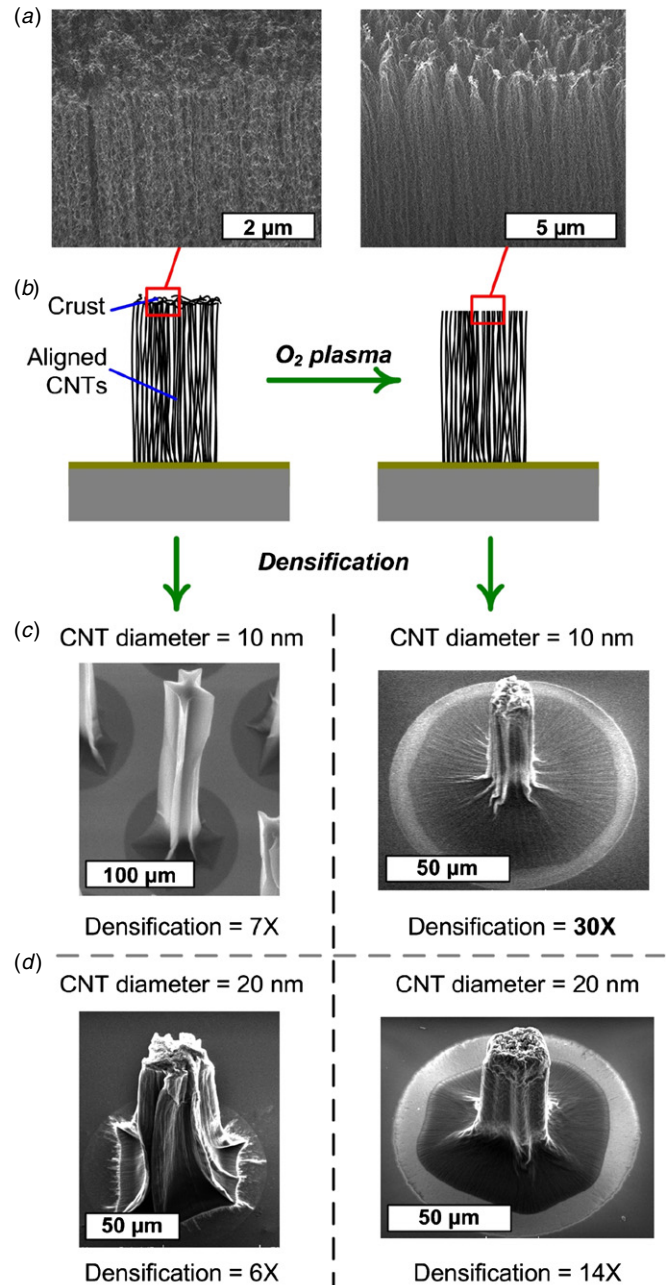 (a)
2 µm
5 µm
(b)
Crust
Aligned
CNTs
O₂ plasma
Densification
(c)
CNT diameter = 10 nm
CNT diameter = 10 nm
100 µm
50 µm
Densification = 7X
Densification = 30X
(d)
CNT diameter = 20 nm
CNT diameter = 20 nm
50 µm
50 µm
Densification = 6X
Densification = 14X